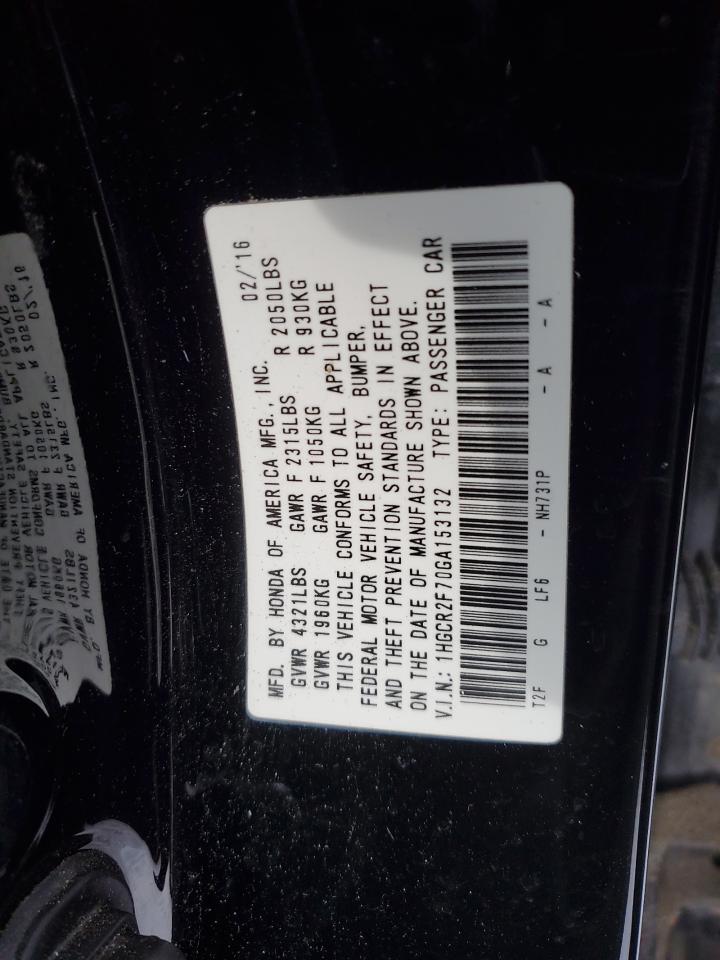 MFD. BY HONDA OF AMERICA MFG., INC. 02/'16
GVWR 4321LBS GAWR F 2315LBS R 2050LBS
GVWR 1960KG GAWR F 1050KG R 930KG
THIS VEHICLE CONFORMS TO ALL APPLICABLE
FEDERAL MOTOR VEHICLE SAFETY, BUMPER,
AND THEFT PREVENTION STANDARDS IN EFFECT
ON THE DATE OF MANUFACTURE SHOWN ABOVE.
V.I.N.: 1HGCR2F70GA153132 TYPE: PASSENGER CAR
T2F G LF6 - NH731P - A - A